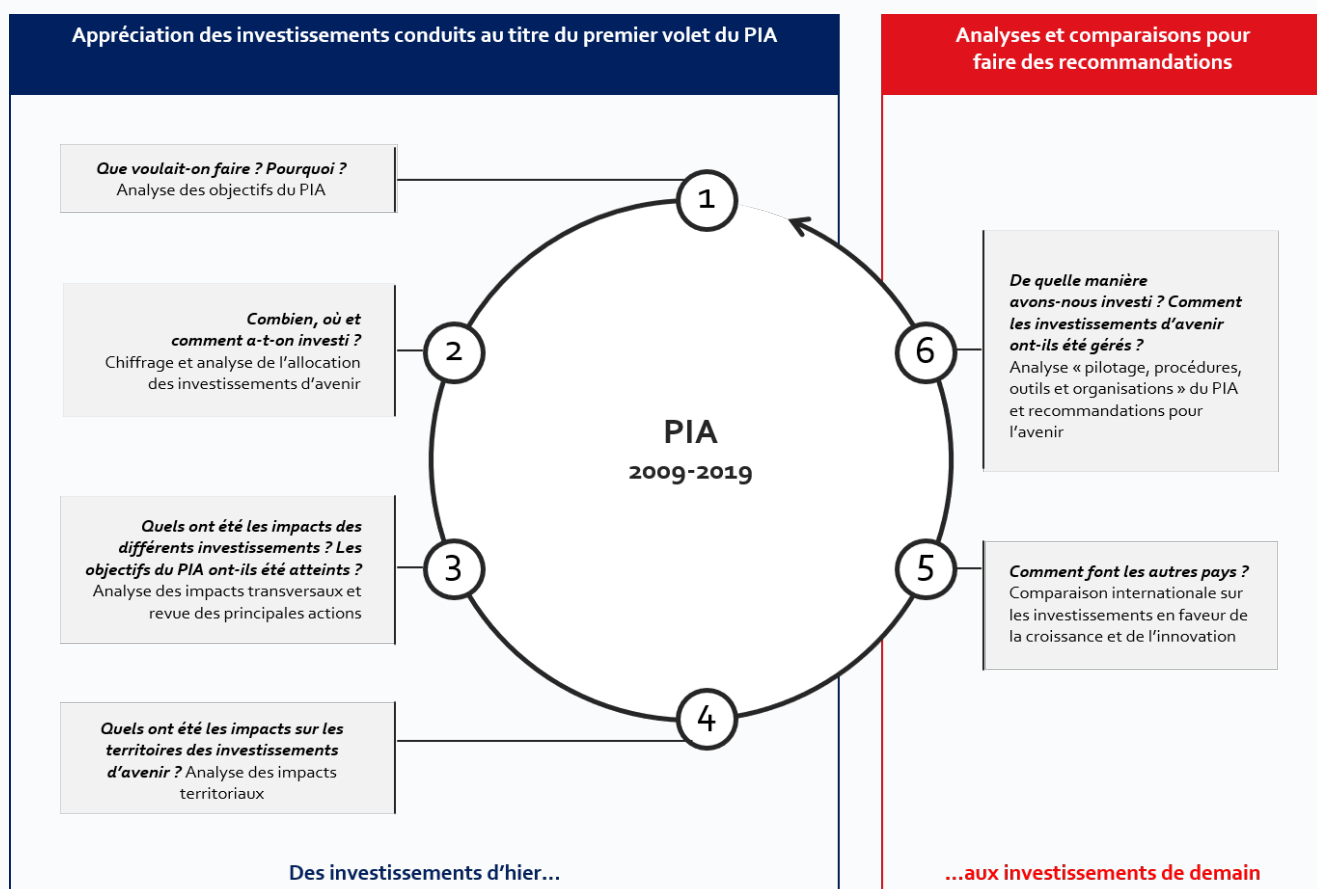 Appréciation des investissements conduits au titre du premier volet du PIA
Analyses et comparaisons pour
faire des recommandations
Que voulait-on faire ? Pourquoi ?
Analyse des objectifs du PIA
1
Combien, où et
comment a-t-on investi ?
Chiffrage et analyse de l’allocation
des investissements d’avenir
2
Quels ont été les impacts des
différents investissements ? Les
objectifs du PIA ont-ils été atteints ?
Analyse des impacts transversaux et
revue des principales actions
3
Quels ont été les impacts sur les
territoires des investissements
d’avenir ? Analyse des impacts
territoriaux
4
PIA
2009-2019
5
Comment font les autres pays ?
Comparaison internationale sur
les investissements en faveur de
la croissance et de l’innovation
6
De quelle manière
avons-nous investi ? Comment
les investissements d’avenir
ont-ils été gérés ?
Analyse « pilotage, procédures,
outils et organisations » du PIA
et recommandations pour
l’avenir
Des investissements d’hier...
...aux investissements de demain